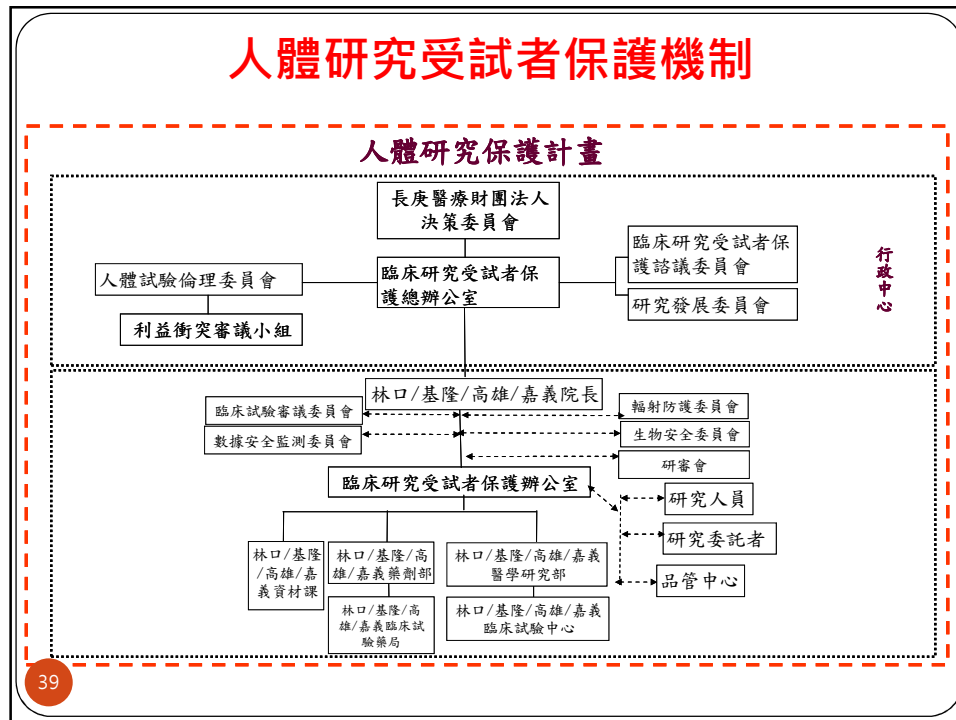 人體研究受試者保護機制
人體研究保護計畫
長庚醫療財團法人
決策委員會
臨床研究受試者保
護諮議委員會
行政中心
人體試驗倫理委員會
臨床研究受試者保
護總辦公室
研究發展委員會
利益衝突審議小組
林口/基隆/高雄/嘉義院長
臨床試驗審議委員會
輻射防護委員會
數據安全監測委員會
生物安全委員會
研審會
臨床研究受試者保護辦公室
研究人員
研究委託者
品管中心
林口/基隆
/高雄/嘉
義資材課
林口/基隆/高
雄/嘉義藥劑部
林口/基隆/高雄/嘉義
醫學研究部
林口/基隆/高
雄/嘉義臨床試
驗藥局
林口/基隆/高雄/嘉義
臨床試驗中心
39